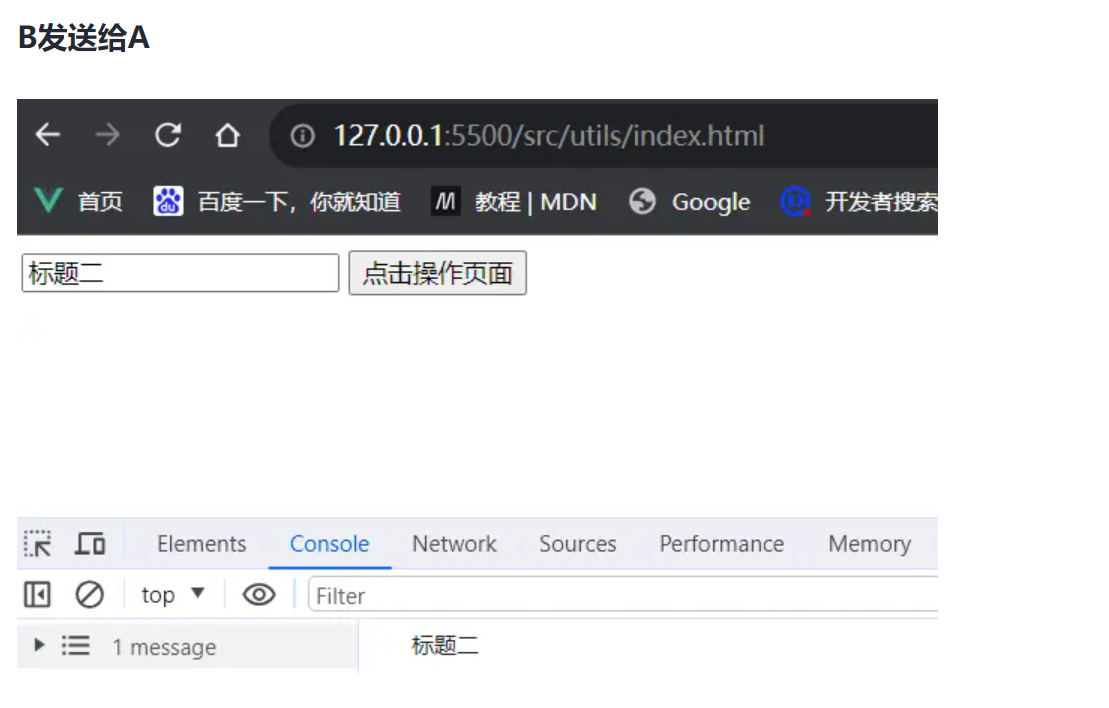 B发送给A
127.0.0.1:5500/src/utils/index.html
首页 百度一下，你就知道 教程 | MDN Google 开发者搜索
标题二 点击操作页面
Elements Console Network Sources Performance Memory
top Filter
1 message 标题二